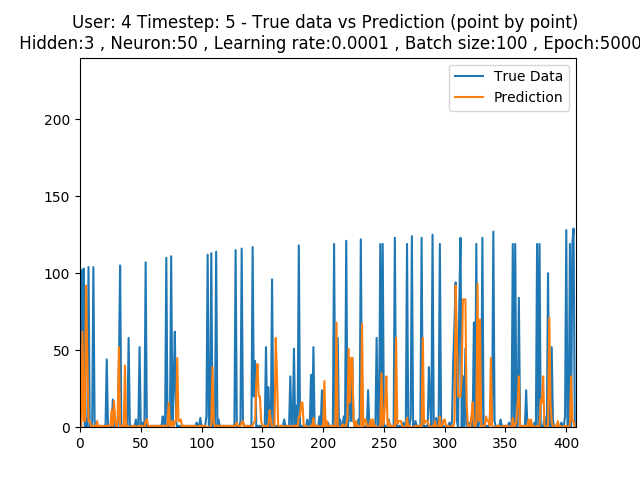 User: 4 Timestep: 5 - True data vs Prediction (point by point)
Hidden:3 , Neuron:50 , Learning rate:0.0001 , Batch size:100 , Epoch:5000
True Data
Prediction
200
150
100
50
0
0 50 100 150 200 250 300 350 400